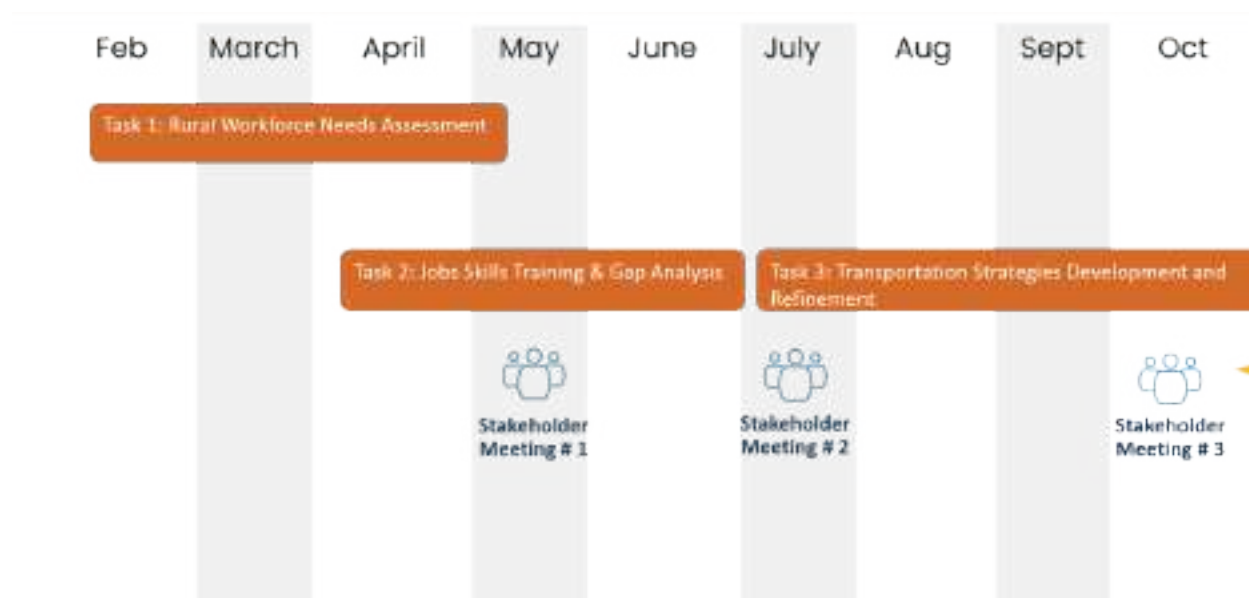 Feb March April May June July Aug Sept Oct
Task 1: Rural Workforce Needs Assessment
Task 2: Jobs Skills Training & Gap Analysis
Task 3: Transportation Strategies Development and
Refinement
Stakeholder
Meeting # 1
Stakeholder
Meeting # 2
Stakeholder
Meeting # 3